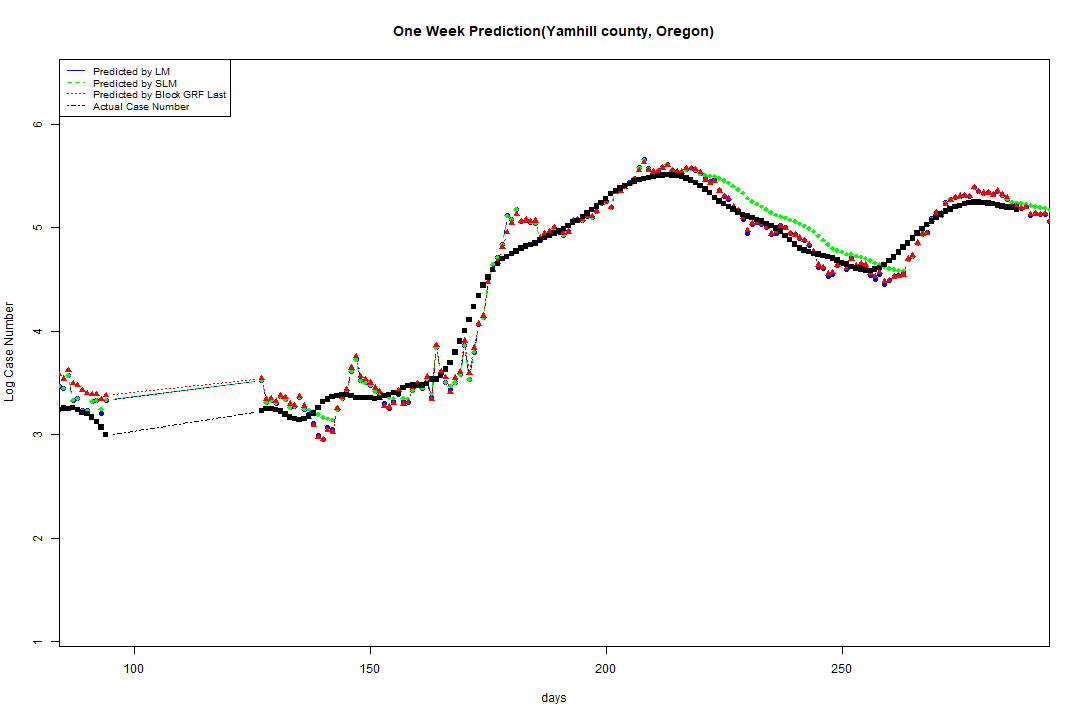 One Week Prediction(Yamhill county, Oregon)
Predicted by LM
Predicted by SLM
Predicted by Block GRF Last
Actual Case Number
Log Case Number
6
5
4
3
2
1
100 150 200 250
days